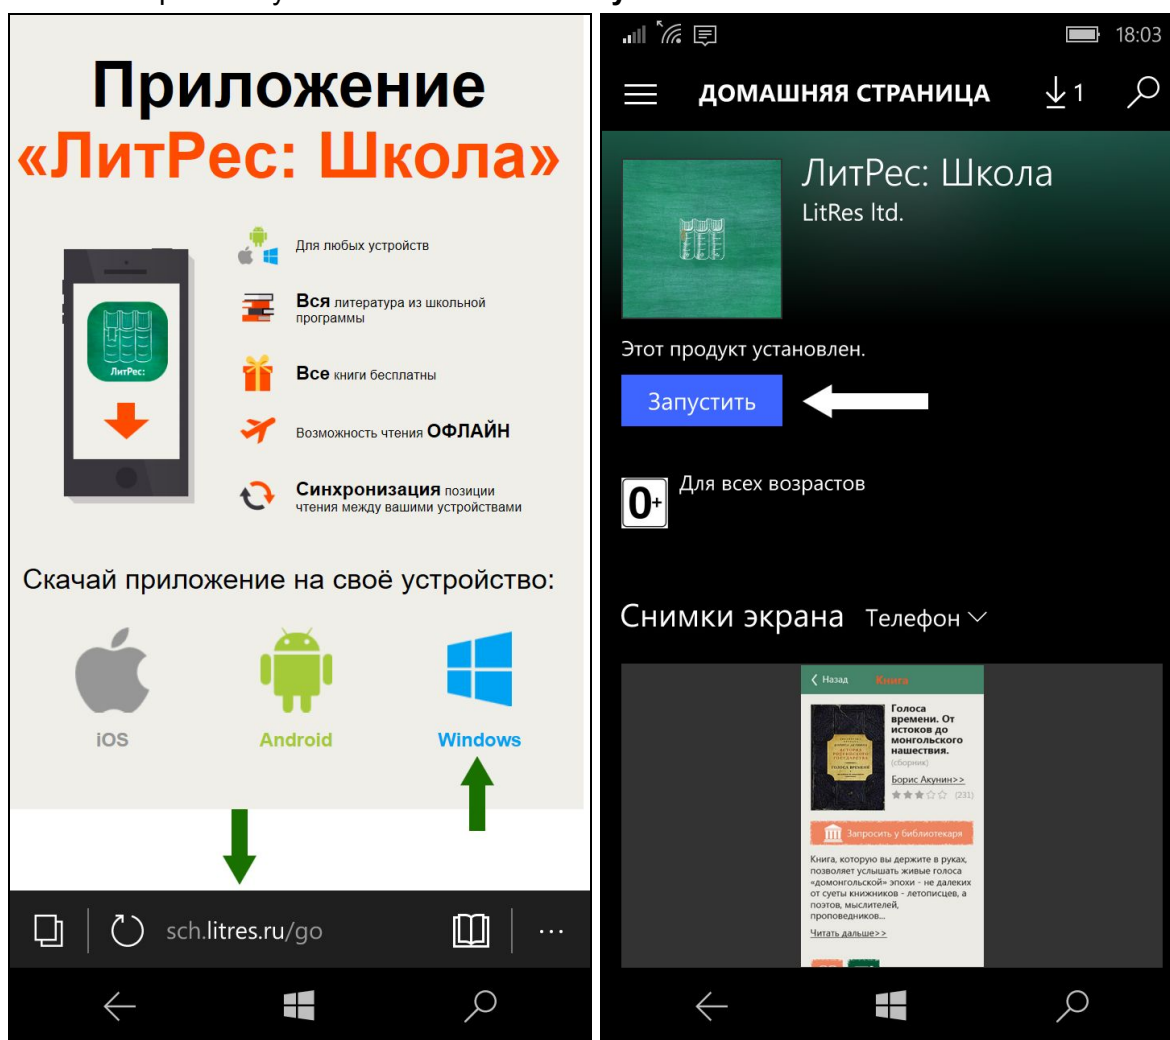 Приложение
«ЛитРес: Школа»
Для любых устройств
Вся литература из школьной
программы
ЛитРес:
Все книги бесплатны
Возможность чтения ОФЛАЙН
Синхронизация позиции
чтения между вашими устройствами
Скачай приложение на своё устройство:
iOS Android Windows
sch.litres.ru/go
18:03
ДОМАШНЯЯ СТРАНИЦА 1
ЛитРес: Школа
LitRes ltd.
Этот продукт установлен.
Запустить
0+ Для всех возрастов
Снимки экрана Телефон
Назад Книга
Голоса
времени. От
истоков до
монгольского
нашествия.
(сборник)
Борис Акунин>>
(231)
Запросить у библиотекаря
Книга, которую вы держите в руках,
позволяет услышать живые голоса
«домонгольской» эпохи - не далеких
от суеты книжников - летописцев, а
поэтов, мыслителей,
проповедников...
Читать дальше>>